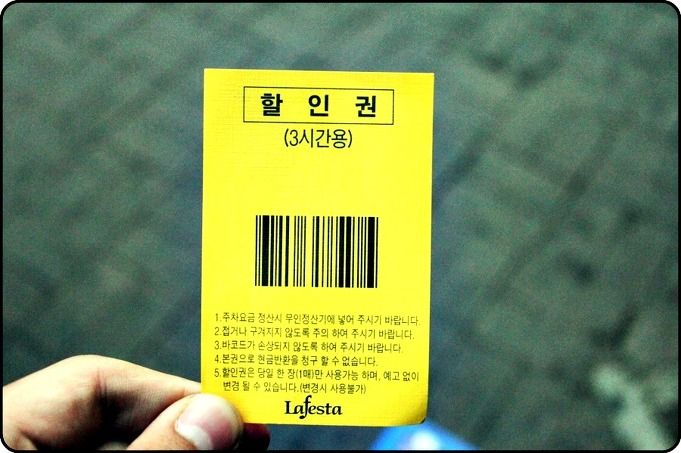 할 인 권
(3시간용)
1.주차요금 정산시 무인정산기에 넣어 주시기 바랍니다.
2.접거나 구겨지지 않도록 주의 하여 주시기 바랍니다.
3.바코드가 손상되지 않도록 하여 주시기 바랍니다.
4.본권으로 현금반환을 청구 할 수 없습니다.
5.할인권은 당일 한 장(1매)만 사용가능 하며, 예고 없이
변경 될 수 있습니다.(변경시 사용불가)
Lafesta